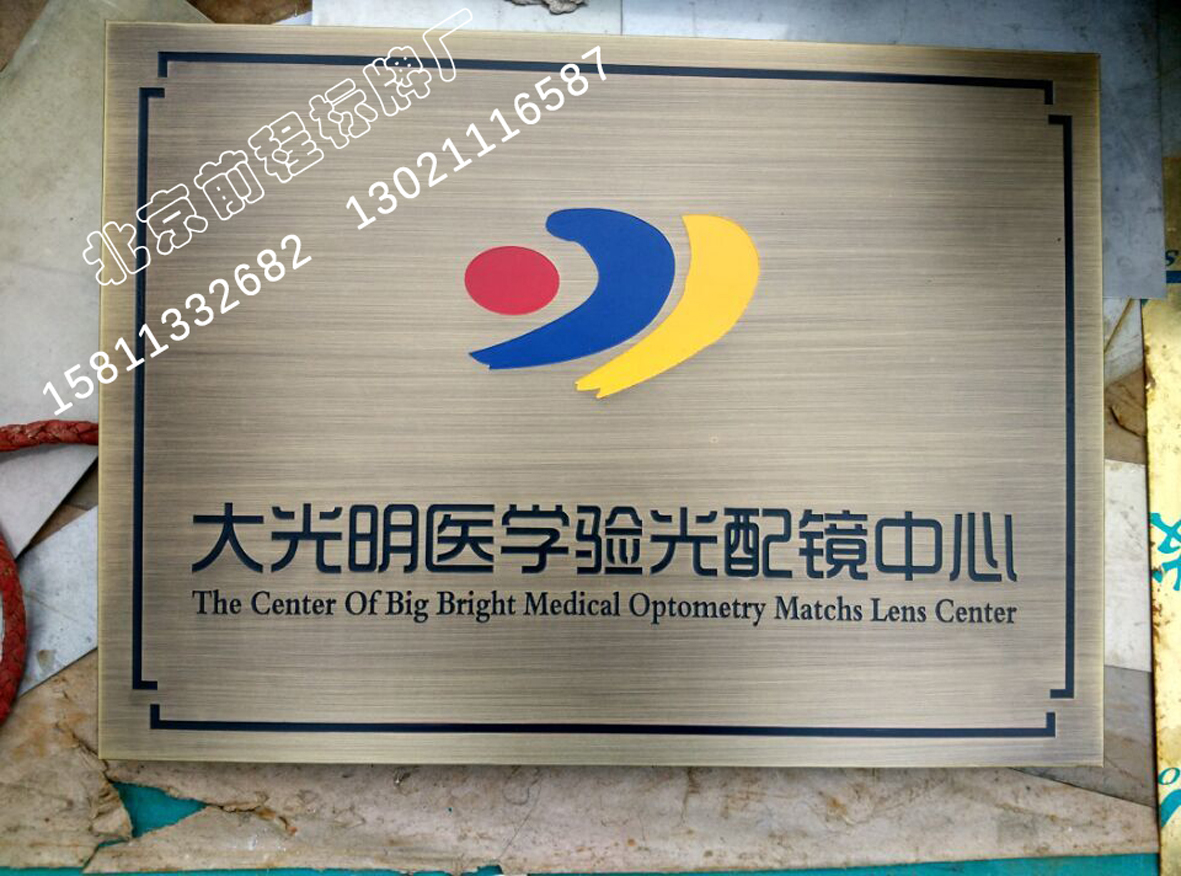 北京前程标牌厂
15811332682 13021116587
大光明医学验光配镜中心
The Center Of Big Bright Medical Optometry Matchs Lens Center